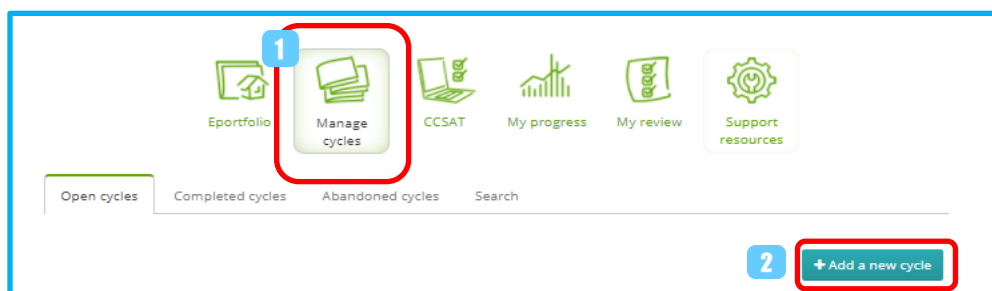 1
Eportfolio
Manage
cycles
CCSAT
My progress
My review
Support
resources
Open cycles
Completed cycles
Abandoned cycles
Search
2
+ Add a new cycle